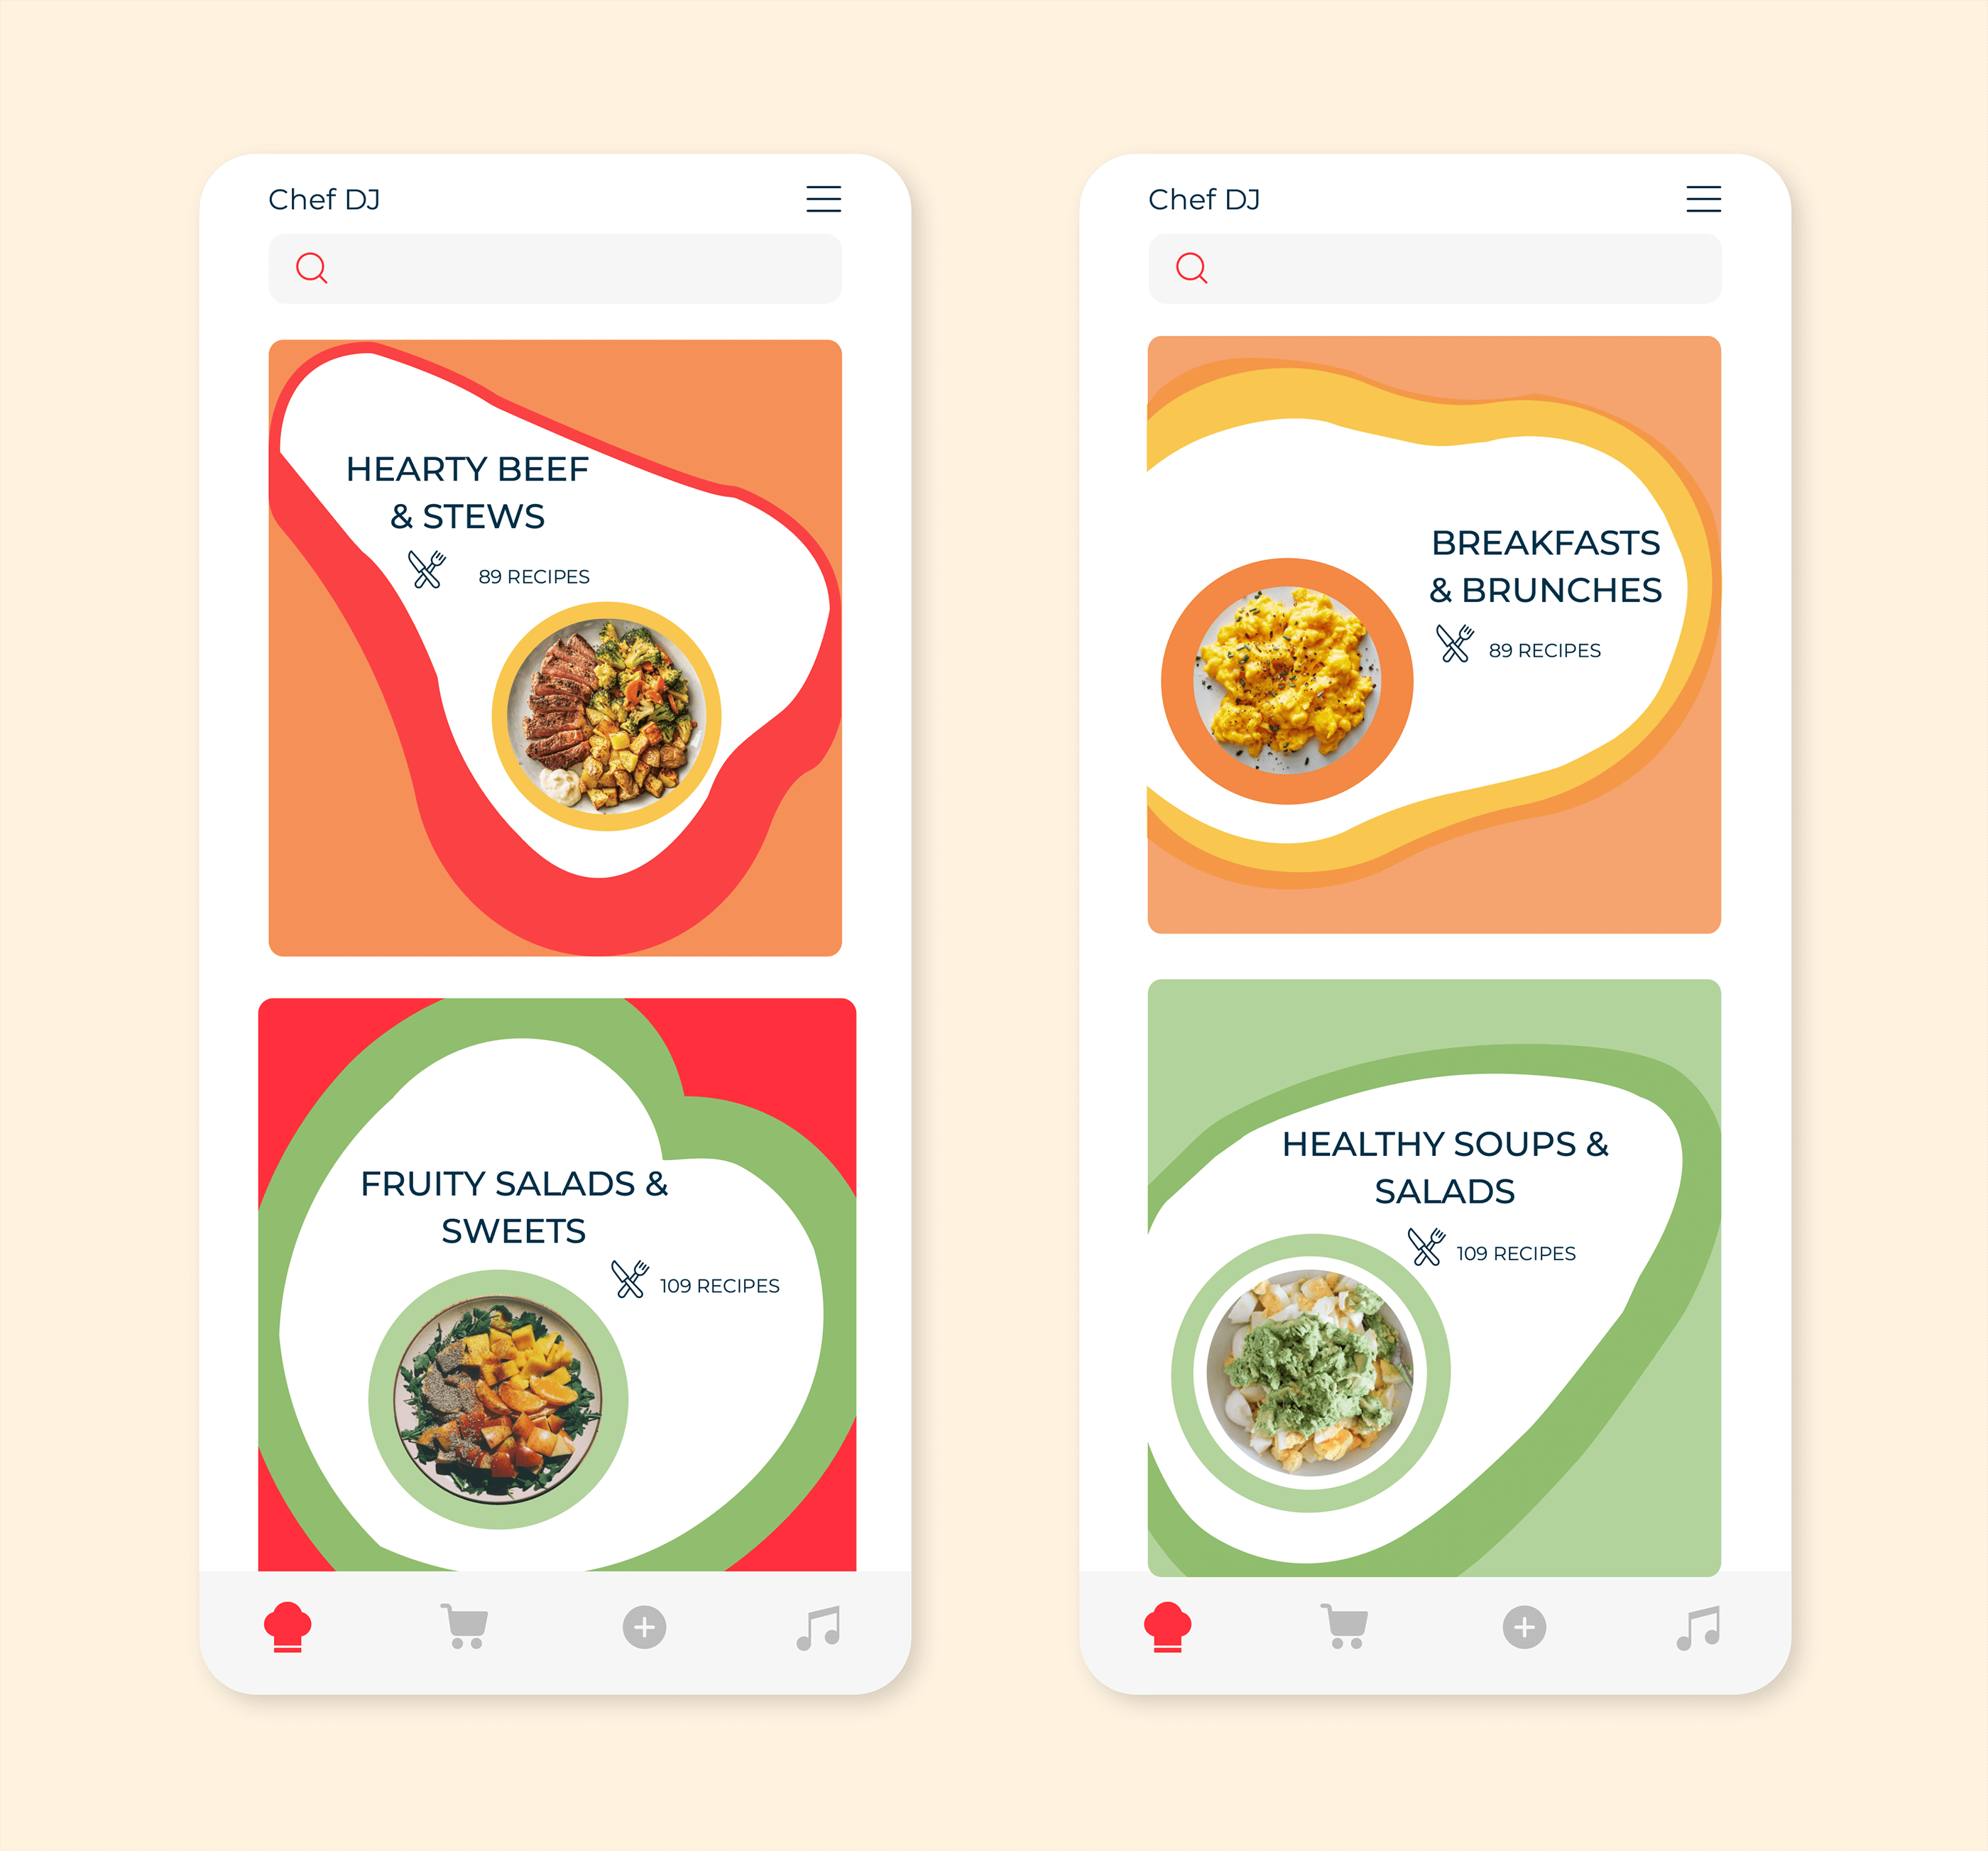 Chef DJ
HEARTY BEEF
& STEWS
89 RECIPES
FRUITY SALADS &
SWEETS
109 RECIPES
Chef DJ
BREAKFASTS
& BRUNCHES
89 RECIPES
HEALTHY SOUPS &
SALADS
109 RECIPES